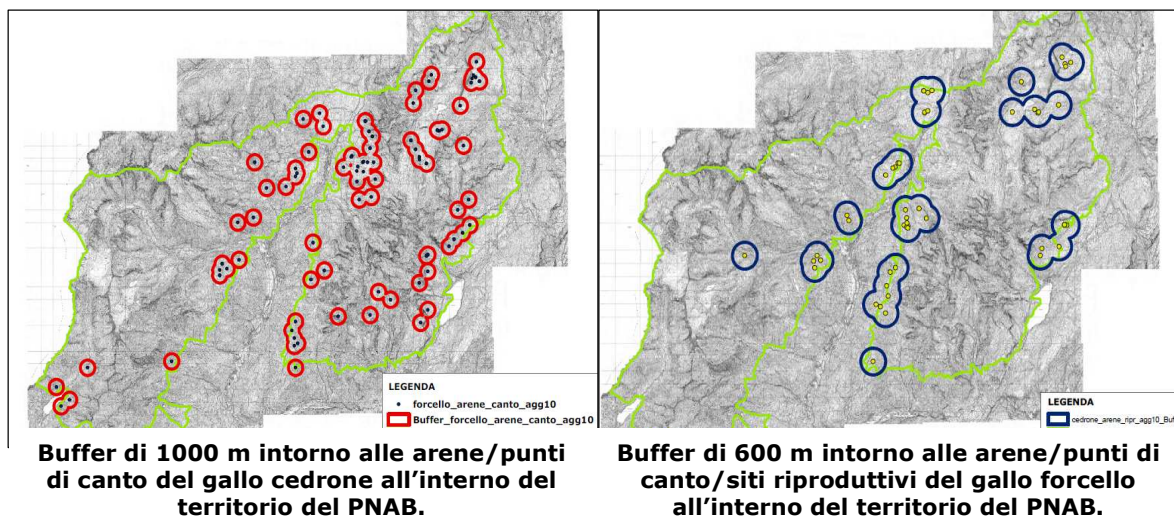 LEGENDA
forcello_arene_canto_agg10
Buffer_forcello_arene_canto_agg10
LEGENDA
cedrone_arene_ripr_agg10_Buf
Buffer di 1000 m intorno alle arene/punti
di canto del gallo cedrone all’interno del
territorio del PNAB.
Buffer di 600 m intorno alle arene/punti di
canto/siti riproduttivi del gallo forcello
all’interno del territorio del PNAB.